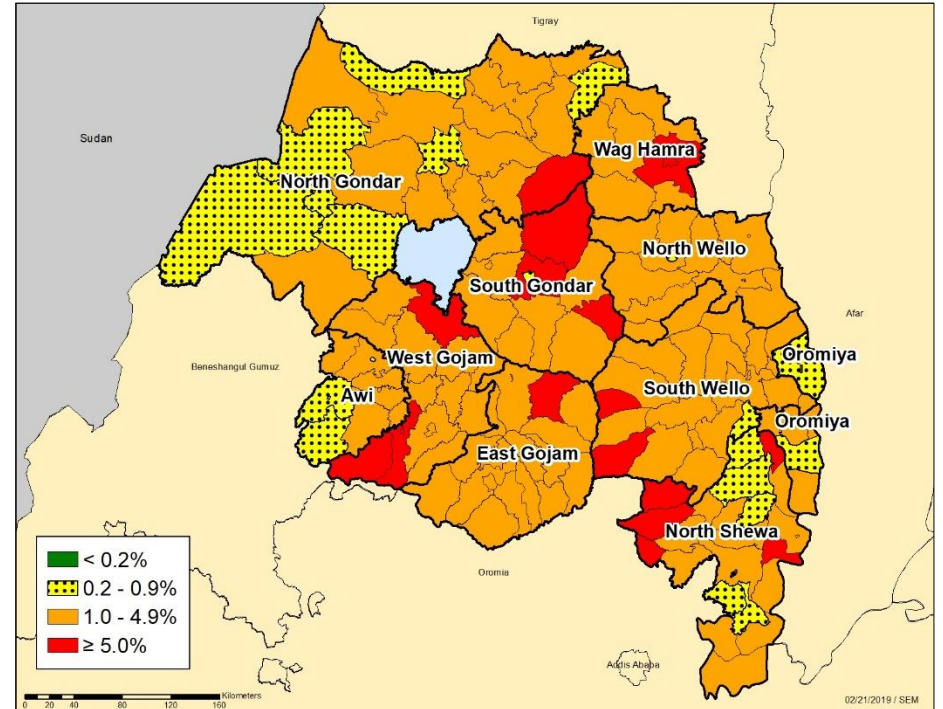 Tigray
Sudan
Wag Hamra
North Gondar
North Wello
South Gondar
Afar
Oromiya
West Gojam
Beneshangul Gumuz
South Wello
Awi
Oromiya
East Gojam
North Shewa
< 0.2%
0.2 - 0.9%
1.0 - 4.9%
≥ 5.0%
Oromia
Addis Ababa
Kilometers
0 20 40 80 120 160
02/21/2019 / SEM